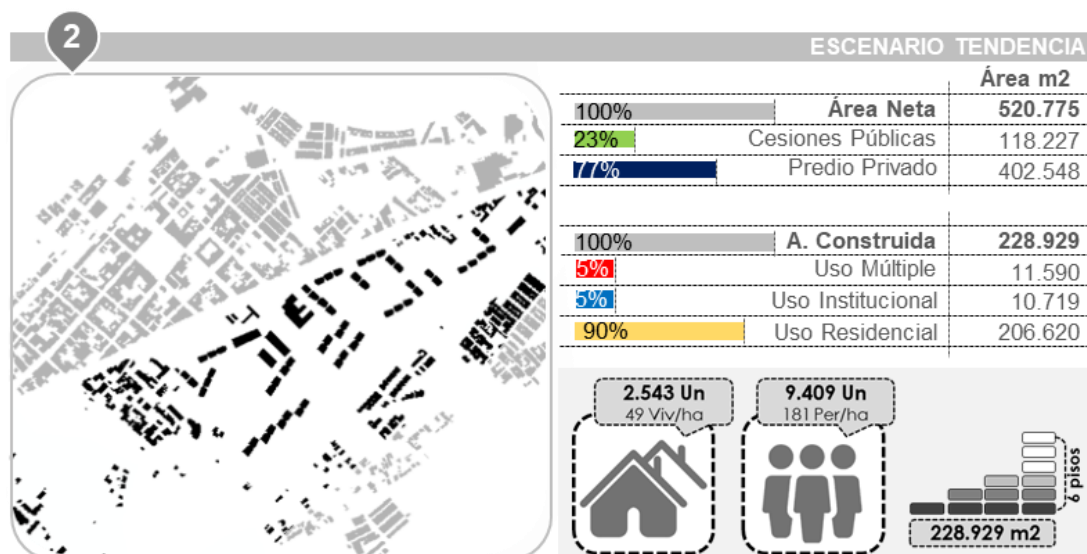 2
ESCENARIO TENDENCIA
Área m2
100% Área Neta 520.775
23% Cesiones Públicas 118.227
77% Predio Privado 402.548
100% A. Construida 228.929
5% Uso Múltiple 11.590
5% Uso Institucional 10.719
90% Uso Residencial 206.620
2.543 Un
49 Viv/ha
9.409 Un
181 Per/ha
6 pisos
228.929 m2